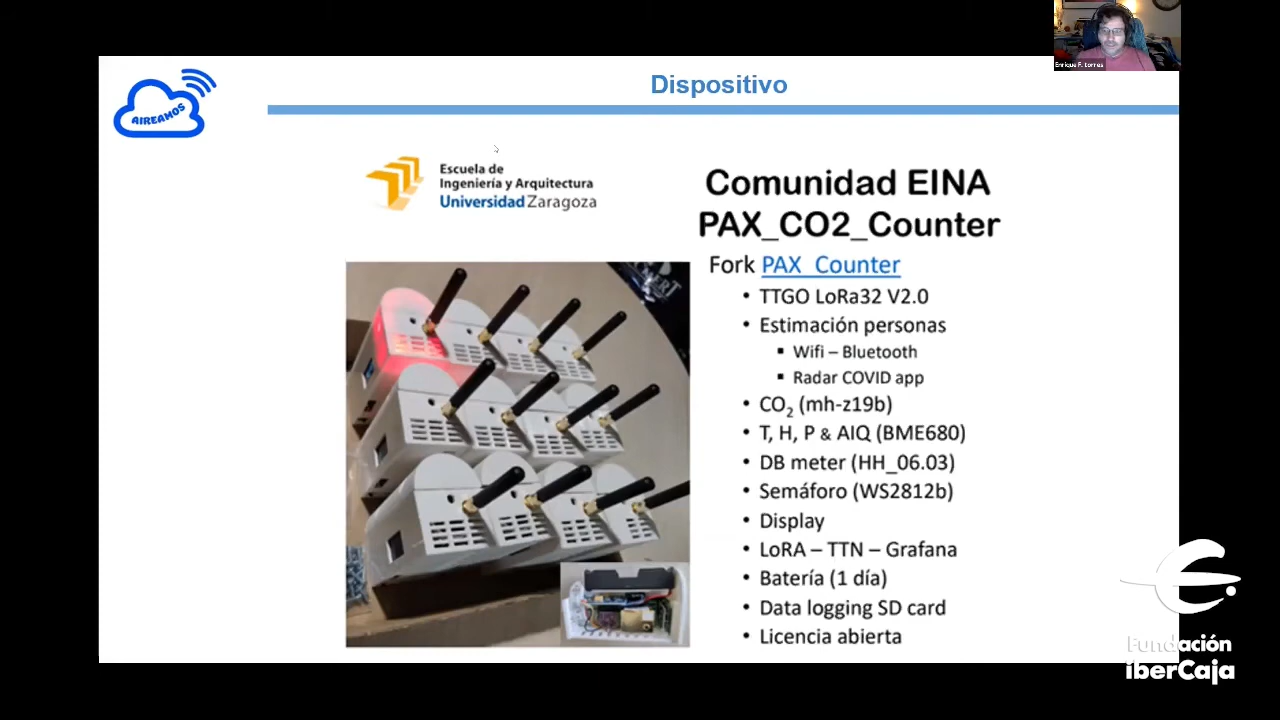 Enrique F. torres
AIREAMOS
Dispositivo
Escuela de
Ingeniería y Arquitectura
Universidad Zaragoza
Comunidad EINA
PAX_CO2_Counter
Fork PAX_Counter
• TTGO LoRa32 V2.0
• Estimación personas
▪ Wifi – Bluetooth
▪ Radar COVID app
• CO₂ (mh-z19b)
• T, H, P & AIQ (BME680)
• DB meter (HH_06.03)
• Semáforo (WS2812b)
• Display
• LoRA – TTN – Grafana
• Batería (1 día)
• Data logging SD card
• Licencia abierta
Fundación
iberCaja